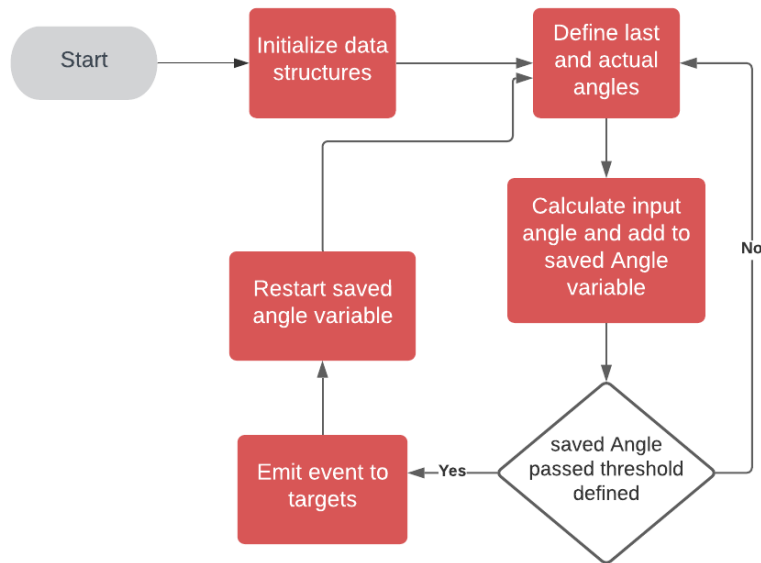 Start
Initialize data
structures
Define last
and actual
angles
Calculate input
angle and add to
saved Angle
variable
No
Restart saved
angle variable
saved Angle
passed threshold
defined
Yes
Emit event to
targets